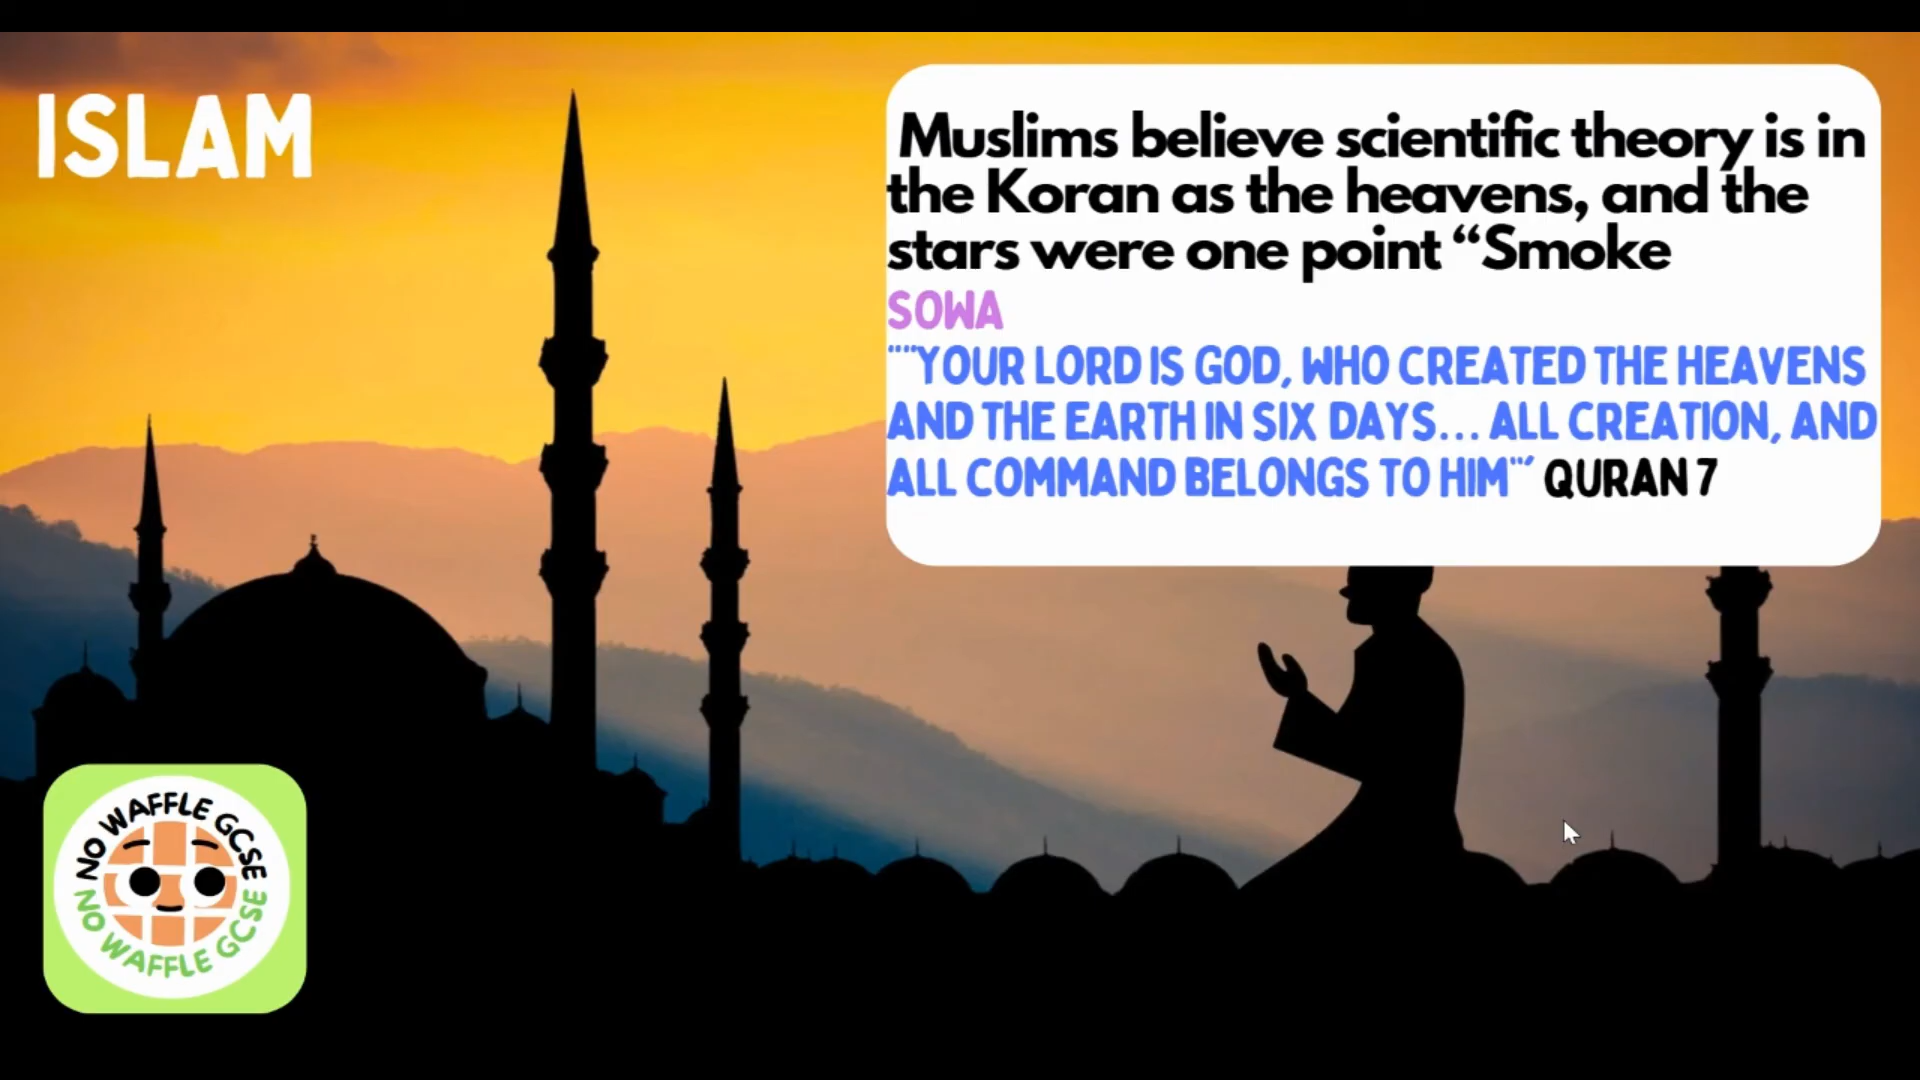 ISLAM
Muslims believe scientific theory is in
the Koran as the heavens, and the
stars were one point “Smoke
SOWA
""YOUR LORD IS GOD, WHO CREATED THE HEAVENS
AND THE EARTH IN SIX DAYS... ALL CREATION, AND
ALL COMMAND BELONGS TO HIM"" QURAN 7
NO WAFFLE GCSE
NO WAFFLE GCSE